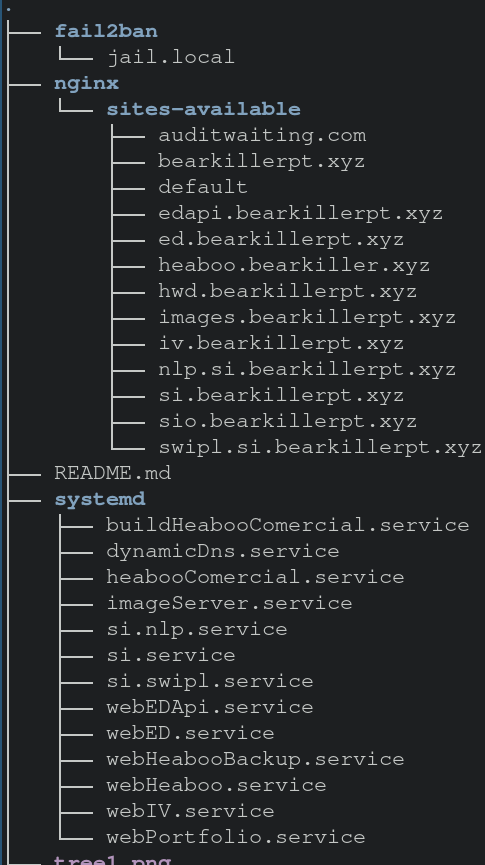 .
fail2ban
jail.local
nginx
sites-available
auditwaiting.com
bearkillerpt.xyz
default
edapi.bearkillerpt.xyz
ed.bearkillerpt.xyz
heaboo.bearkiller.xyz
hwd.bearkillerpt.xyz
images.bearkillerpt.xyz
iv.bearkillerpt.xyz
nlp.si.bearkillerpt.xyz
si.bearkillerpt.xyz
sio.bearkillerpt.xyz
swipl.si.bearkillerpt.xyz
README.md
systemd
buildHeabooComercial.service
dynamicDns.service
heabooComercial.service
imageServer.service
si.nlp.service
si.service
si.swipl.service
webEDApi.service
webED.service
webHeabooBackup.service
webHeaboo.service
webIV.service
webPortfolio.service
tree1.png